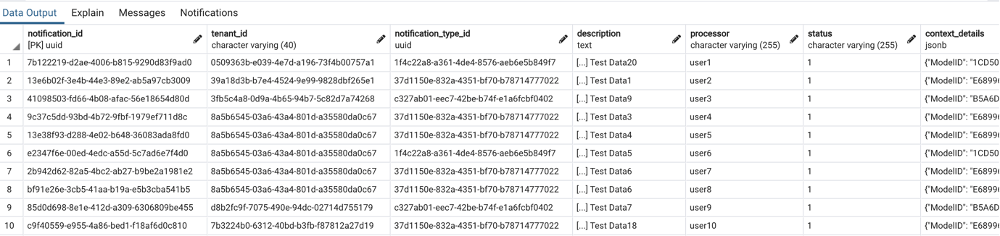 Data Output Explain Messages Notifications
notification_id tenant_id notification_type_id description processor status context_details
[PK] uuid character varying (40) uuid text character varying (255) character varying (255) jsonb
1 7b122219-d2ae-4006-b815-9290d83f9ad0 0509363b-e039-4e7d-a196-73f4b00757a1 1f4c22a8-a361-4de4-8576-aeb6e5b849f7 [...] Test Data20 user1 1 {"ModelID": "1CD50
2 13e6b02f-3e4b-44e3-89e2-ab5a97cb3009 39a18d3b-b7e4-4524-9e99-9828dbf265e1 37d1150e-832a-4351-bf70-b78714777022 [...] Test Data1 user2 1 {"ModelID": "E6899
3 41098503-fd66-4b08-afac-56e18654d80d 3fb5c4a8-0d9a-4b65-94b7-5c82d7a74268 c327ab01-eec7-42be-b74f-e1a6fcbf0402 [...] Test Data9 user3 1 {"ModelID": "B5A6D
4 9c37c5dd-93bd-4b72-9fbf-1979ef711d8c 8a5b6545-03a6-43a4-801d-a35580da0c67 37d1150e-832a-4351-bf70-b78714777022 [...] Test Data3 user4 1 {"ModelID": "E6899
5 13e38f93-d288-4e02-b648-36083ada8fd0 8a5b6545-03a6-43a4-801d-a35580da0c67 37d1150e-832a-4351-bf70-b78714777022 [...] Test Data4 user5 1 {"ModelID": "E6899
6 e2347f6e-00ed-4edc-a55d-5c7ad6e7f4d0 8a5b6545-03a6-43a4-801d-a35580da0c67 1f4c22a8-a361-4de4-8576-aeb6e5b849f7 [...] Test Data5 user6 1 {"ModelID": "1CD50
7 2b942d62-82a5-4bc2-ab27-b9be2a1981e2 8a5b6545-03a6-43a4-801d-a35580da0c67 37d1150e-832a-4351-bf70-b78714777022 [...] Test Data6 user7 1 {"ModelID": "E6899
8 bf91e26e-3cb5-41aa-b19a-e5b3cba541b5 8a5b6545-03a6-43a4-801d-a35580da0c67 37d1150e-832a-4351-bf70-b78714777022 [...] Test Data6 user8 1 {"ModelID": "E6899
9 85d0d698-8e1e-412d-a309-6306809be455 d8b2fc9f-7075-490e-94dc-02714d755179 c327ab01-eec7-42be-b74f-e1a6fcbf0402 [...] Test Data7 user9 1 {"ModelID": "B5A6D
10 c9f40559-e955-4a86-bed1-f18af6d0c810 7b3224b0-6312-40bd-b3fb-f87812a27d19 37d1150e-832a-4351-bf70-b78714777022 [...] Test Data18 user10 1 {"ModelID": "E6899